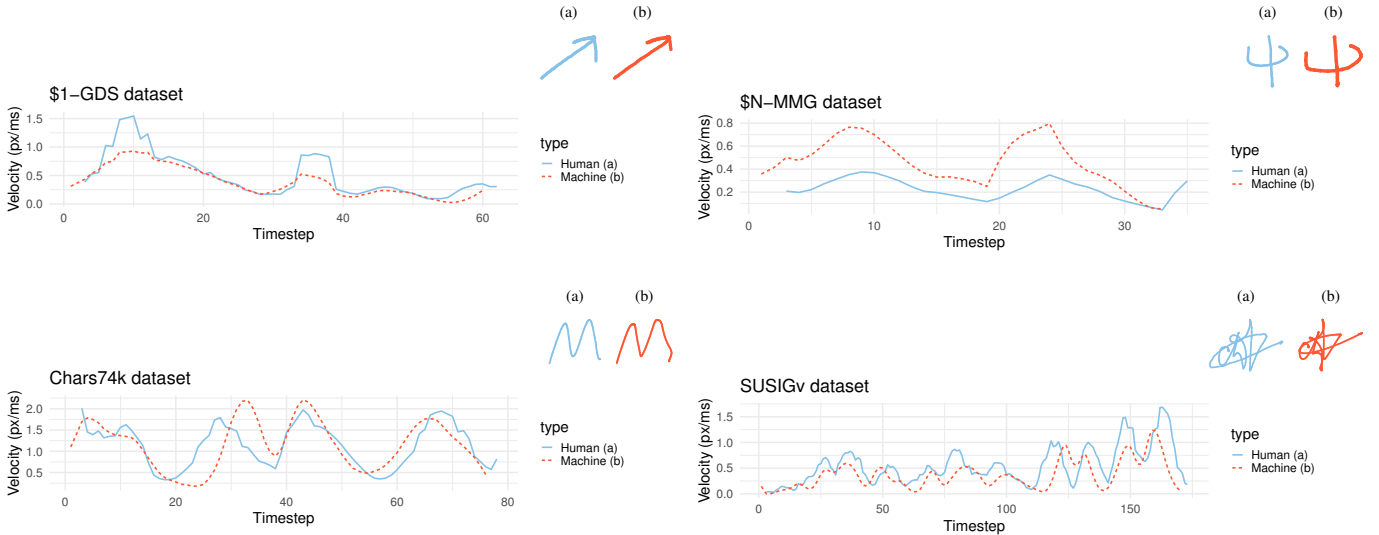 (a) (b)
$1−GDS dataset
Velocity (px/ms)
1.5
1.0
0.5
0.0
0 20 40 60
Timestep
type
Human (a)
Machine (b)
(a) (b)
$N−MMG dataset
Velocity (px/ms)
0.8
0.6
0.4
0.2
0 10 20 30
Timestep
type
Human (a)
Machine (b)
(a) (b)
Chars74k dataset
Velocity (px/ms)
2.0
1.5
1.0
0.5
0 20 40 60 80
Timestep
type
Human (a)
Machine (b)
(a) (b)
SUSIGv dataset
Velocity (px/ms)
1.5
1.0
0.5
0.0
0 50 100 150
Timestep
type
Human (a)
Machine (b)